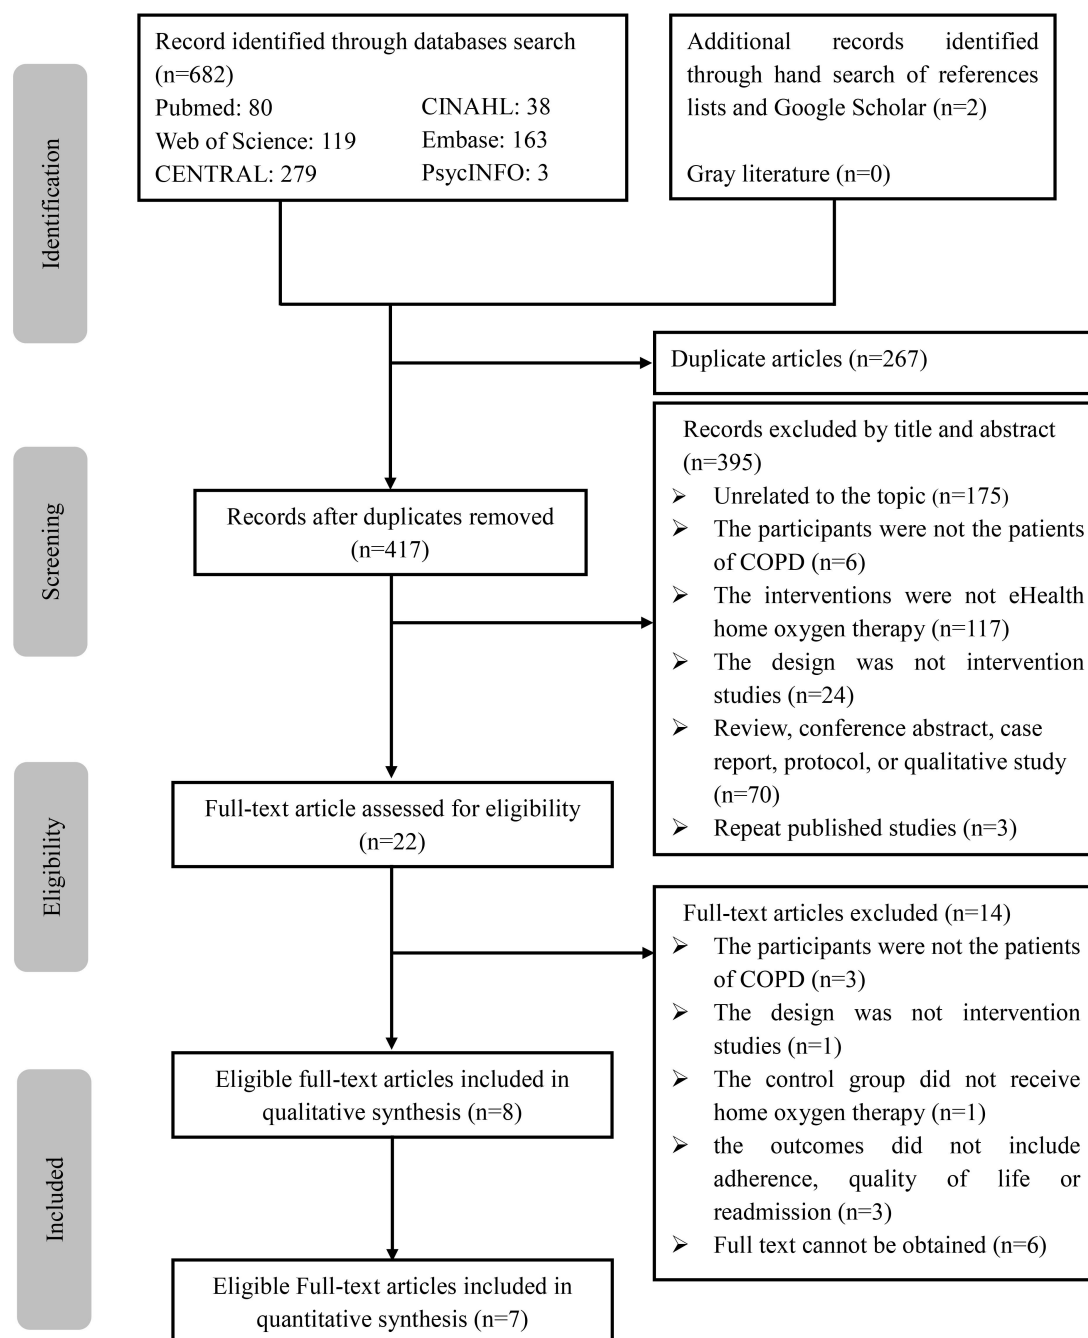 Identification
Record identified through databases search
(n=682)
Pubmed: 80
CINAHL: 38
Web of Science: 119
Embase: 163
CENTRAL: 279
PsycINFO: 3
Additional records identified
through hand search of references
lists and Google Scholar (n=2)
Gray literature (n=0)
Duplicate articles (n=267)
Screening
Records after duplicates removed
(n=417)
Records excluded by title and abstract
(n=395)
➢ Unrelated to the topic (n=175)
➢ The participants were not the patients
of COPD (n=6)
➢ The interventions were not eHealth
home oxygen therapy (n=117)
➢ The design was not intervention
studies (n=24)
➢ Review, conference abstract, case
report, protocol, or qualitative study
(n=70)
➢ Repeat published studies (n=3)
Eligibility
Full-text article assessed for eligibility
(n=22)
Full-text articles excluded (n=14)
➢ The participants were not the patients
of COPD (n=3)
➢ The design was not intervention
studies (n=1)
➢ The control group did not receive
home oxygen therapy (n=1)
➢ the outcomes did not include
adherence, quality of life or
readmission (n=3)
➢ Full text cannot be obtained (n=6)
Included
Eligible full-text articles included in
qualitative synthesis (n=8)
Eligible Full-text articles included in
quantitative synthesis (n=7)